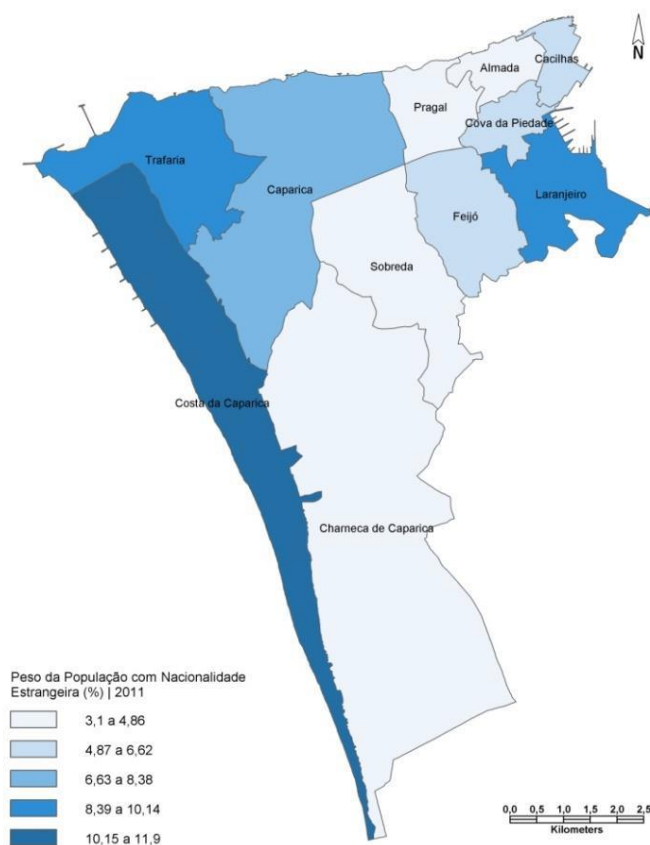 N
Cacilhas
Almada
Pragal
Cova da Piedade
Trafaria
Caparica
Laranjeiro
Feijó
Sobreda
Costa da Caparica
Charneca de Caparica
Peso da População com Nacionalidade
Estrangeira (%) | 2011
3,1 a 4,86
4,87 a 6,62
6,63 a 8,38
8,39 a 10,14
10,15 a 11,9
0,0 0,5 1,0 1,5 2,0 2,5
Kilometers